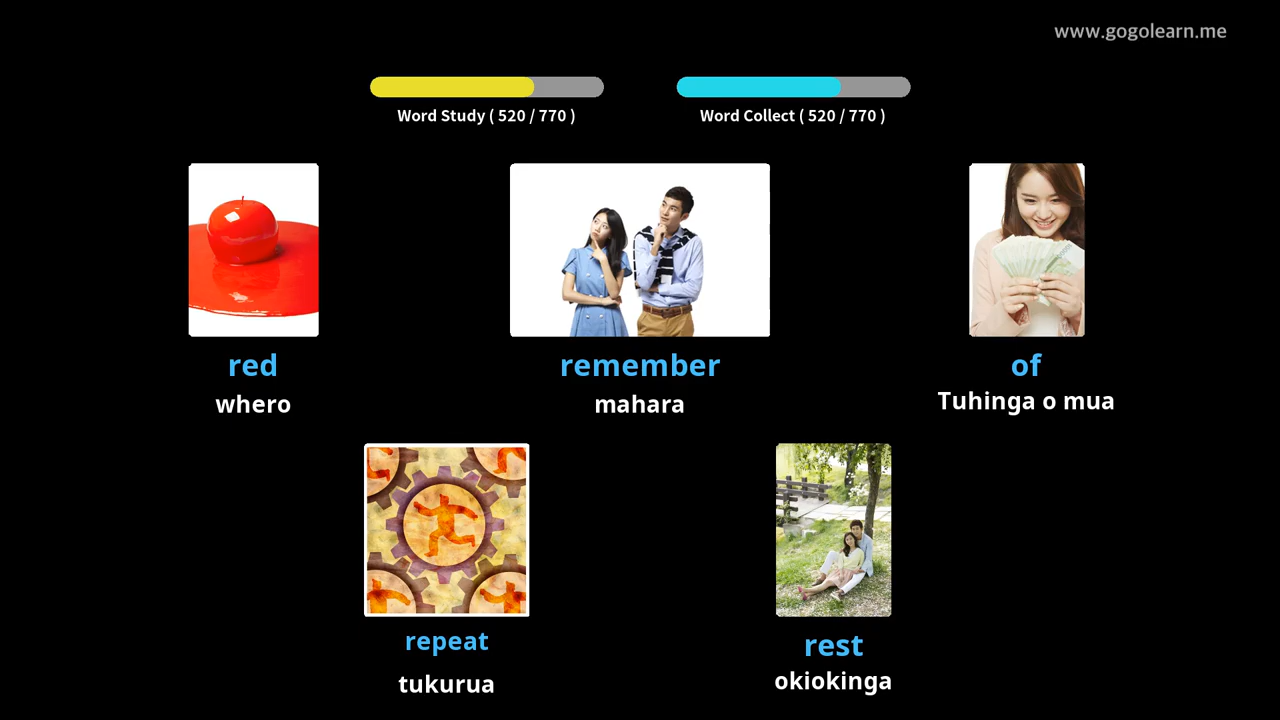 www.gogolearn.me
Word Study ( 520 / 770 )
Word Collect ( 520 / 770 )
red
whero
remember
mahara
of
Tuhinga o mua
repeat
tukurua
rest
okiokinga